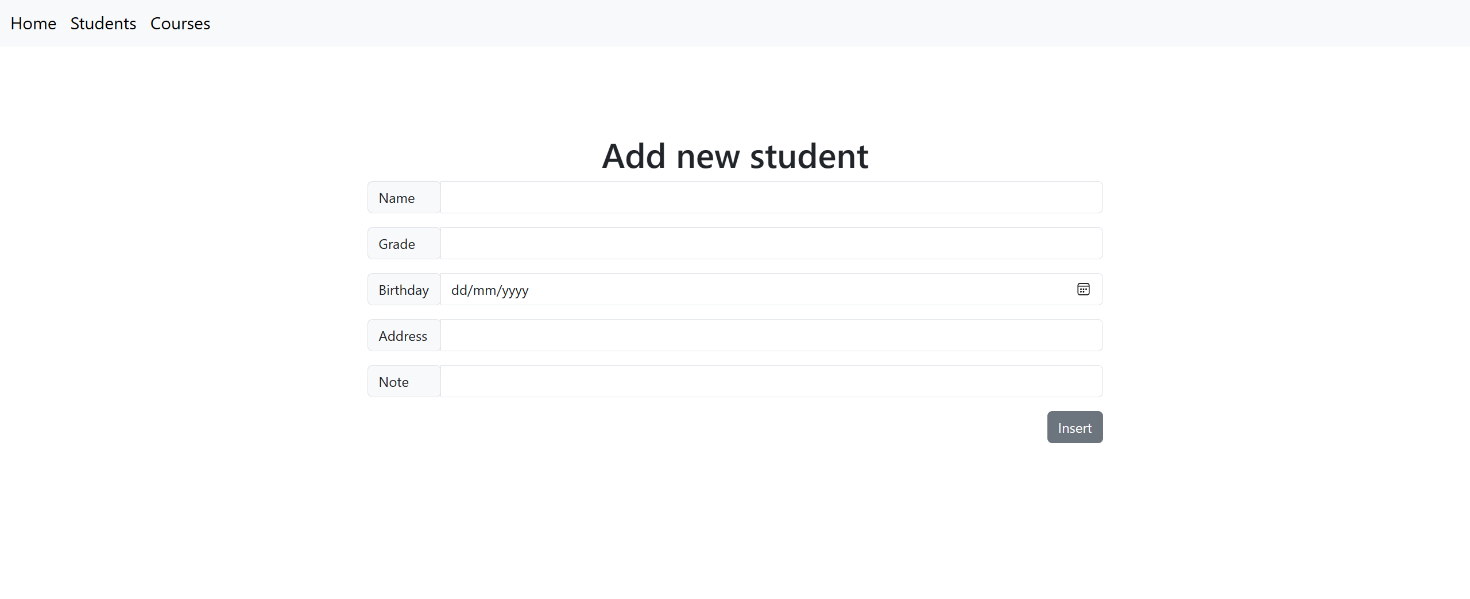 Home Students Courses
Add new student
Name
Grade
Birthday dd/mm/yyyy
Address
Note
Insert